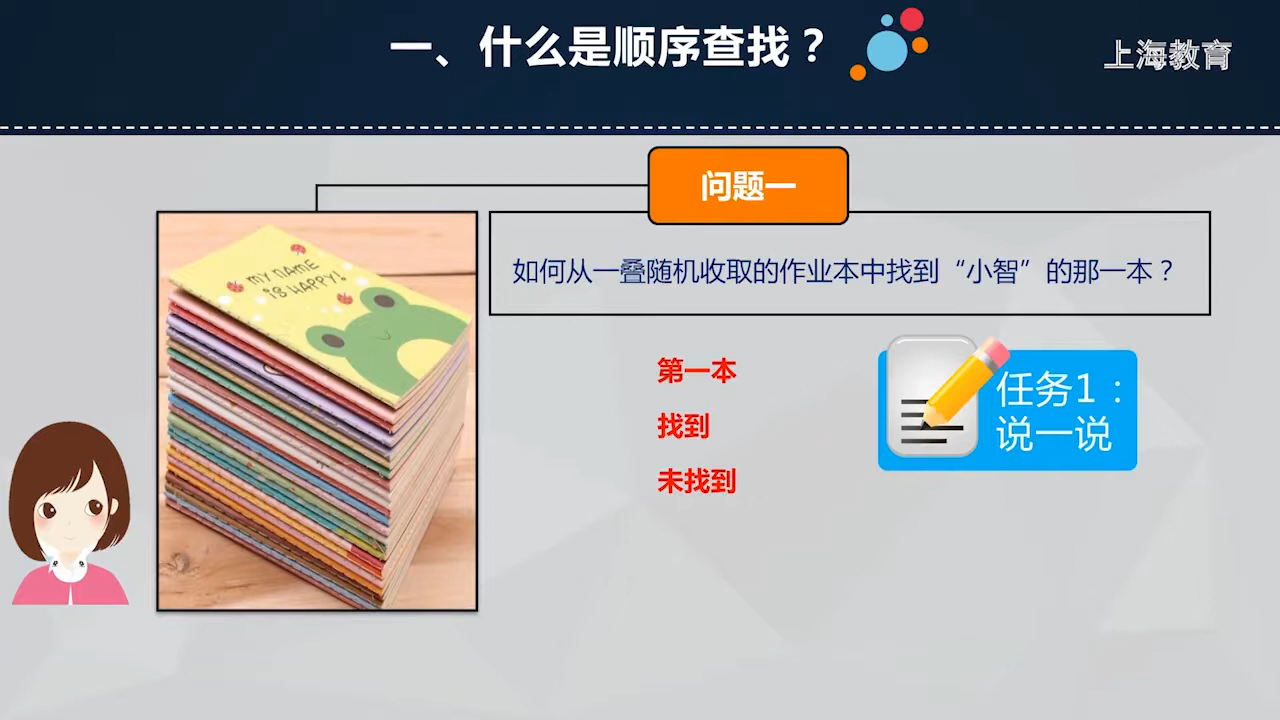 一、什么是顺序查找？
上海教育
问题一
如何从一叠随机收取的作业本中找到“小智”的那一本？
MY NAME
IS HAPPY!
第一本
找到
未找到
任务1：
说一说